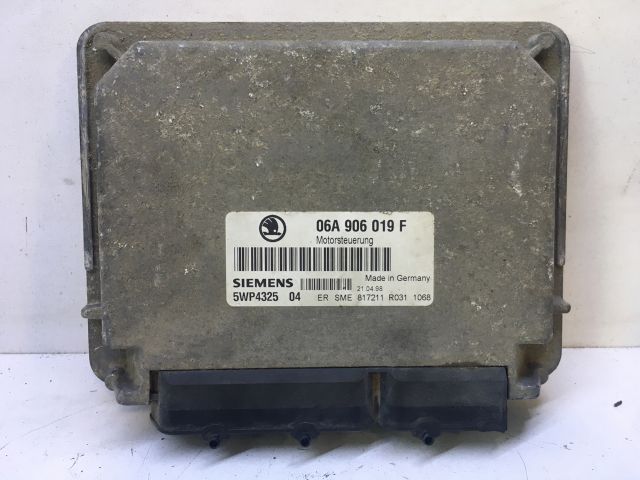 06A 906 019 F
Motorsteuerung
SIEMENS
Made in Germany
21.04.98
5WP4325 04 ER SME 817211 R031 1068